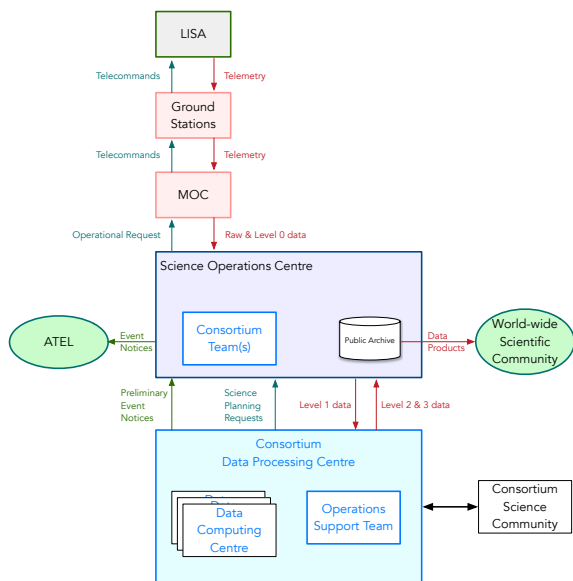 LISA
Telecommands
Telemetry
Ground
Stations
Telecommands
Telemetry
MOC
Operational Request
Raw & Level 0 data
Science Operations Centre
ATEL
Event
Notices
Consortium
Team(s)
Public Archive
Data
Products
World-wide
Scientific
Community
Preliminary
Event
Notices
Science
Planning
Requests
Level 1 data
Level 2 & 3 data
Consortium
Data Processing Centre
Data
Computing
Centre
Operations
Support Team
Consortium
Science
Community